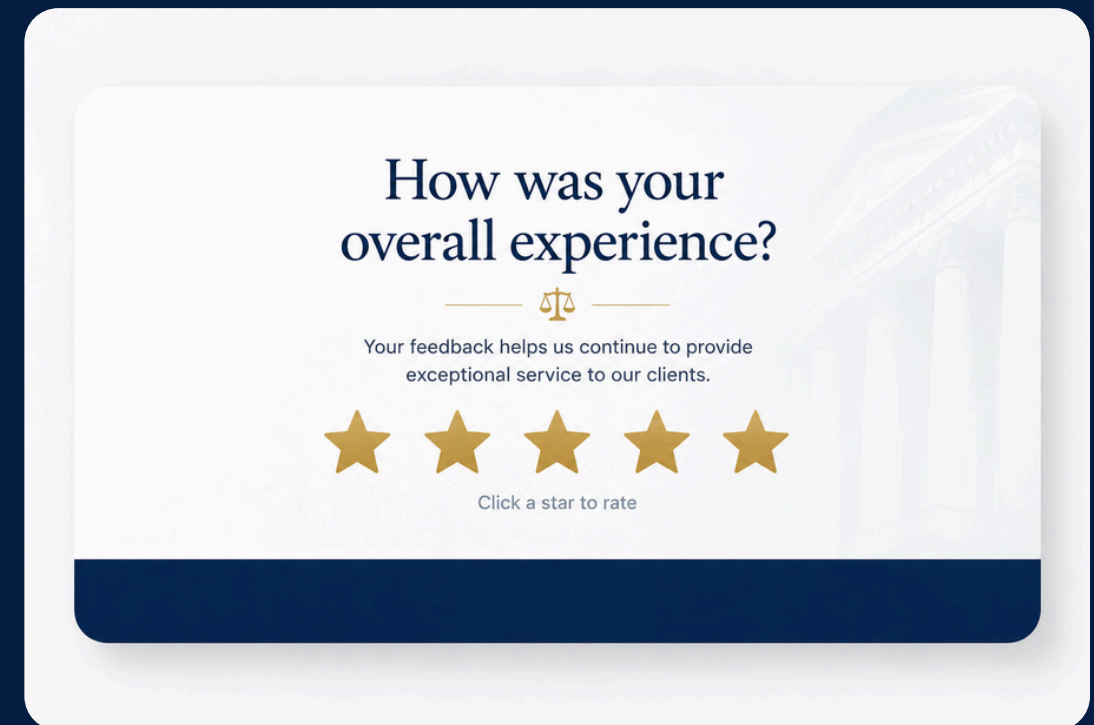 How was your
overall experience?
Your feedback helps us continue to provide
exceptional service to our clients.
Click a star to rate